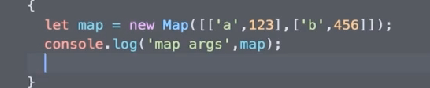 {
let map = new Map([['a',123],['b',456]]);
console.log('map args',map);
}